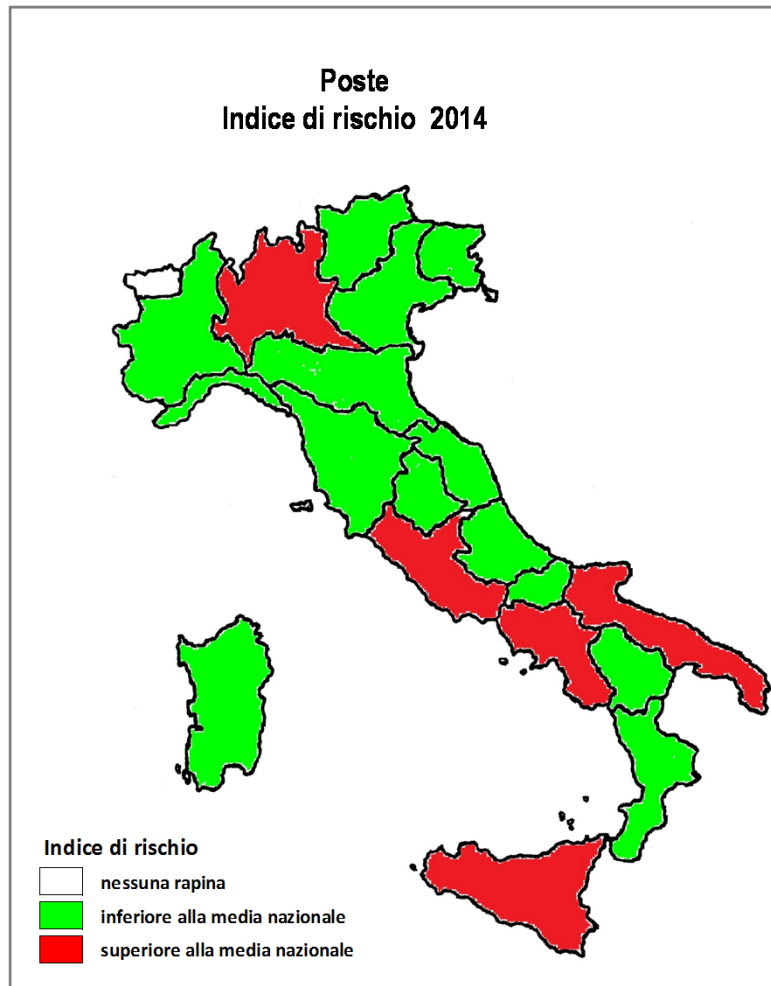 Poste
Indice di rischio 2014
Indice di rischio
nessuna rapina
inferiore alla media nazionale
superiore alla media nazionale